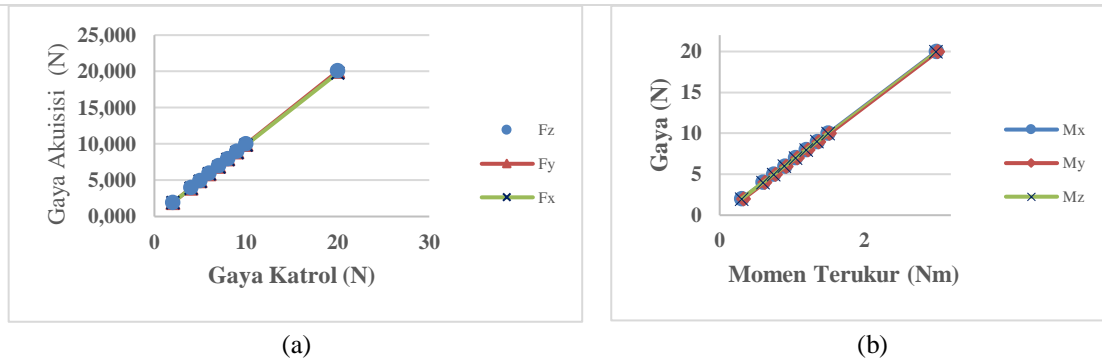 25,000
20,000
15,000
10,000
5,000
0,000
0
10
20
30
Gaya Akuisisi (N)
Gaya Katrol (N)
Fz
Fy
Fx
(a)
20
15
10
5
0
0
2
Gaya (N)
Momen Terukur (Nm)
Mx
My
Mz
(b)